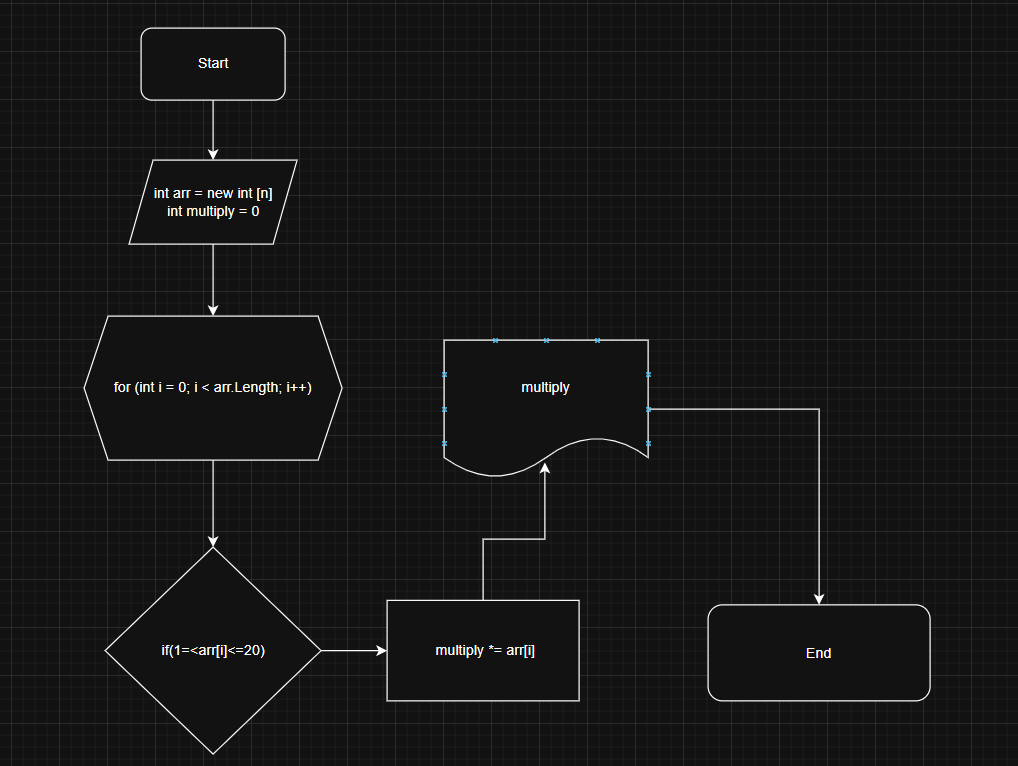 Start
int arr = new int [n]
int multiply = 0
for (int i = 0; i < arr.Length; i++)
multiply
if(1=<arr[i]<=20)
multiply *= arr[i]
End